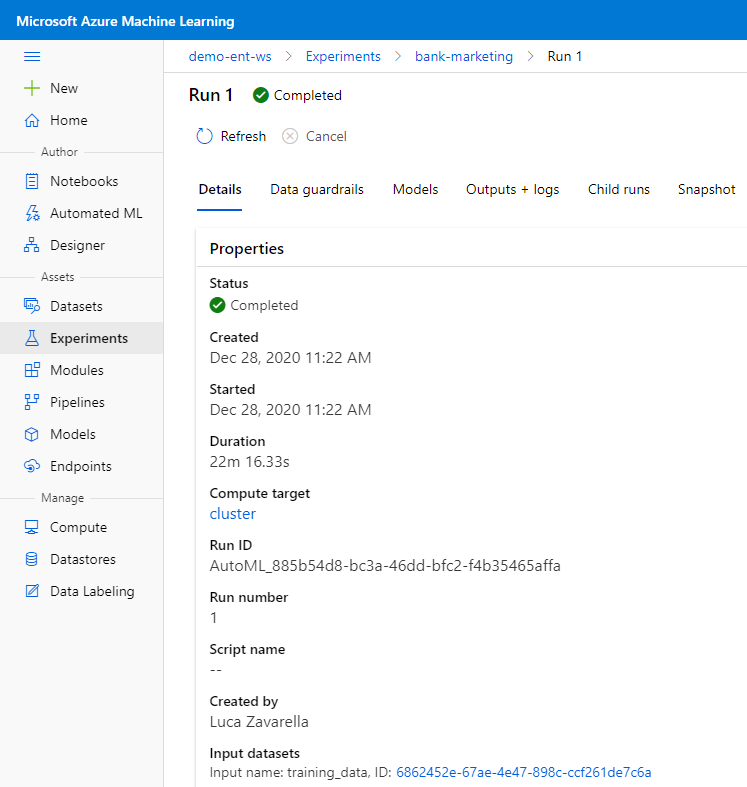 Microsoft Azure Machine Learning
New
Home
Author
Notebooks
Automated ML
Designer
Assets
Datasets
Experiments
Modules
Pipelines
Models
Endpoints
Manage
Compute
Datastores
Data Labeling
demo-ent-ws > Experiments > bank-marketing > Run 1
Run 1 Completed
Refresh Cancel
Details Data guardrails Models Outputs + logs Child runs Snapshot
Properties
Status
Completed
Created
Dec 28, 2020 11:22 AM
Started
Dec 28, 2020 11:22 AM
Duration
22m 16.33s
Compute target
cluster
Run ID
AutoML_885b54d8-bc3a-46dd-bfc2-f4b35465affa
Run number
1
Script name
--
Created by
Luca Zavarella
Input datasets
Input name: training_data, ID: 6862452e-67ae-4e47-898c-ccf261de7c6a